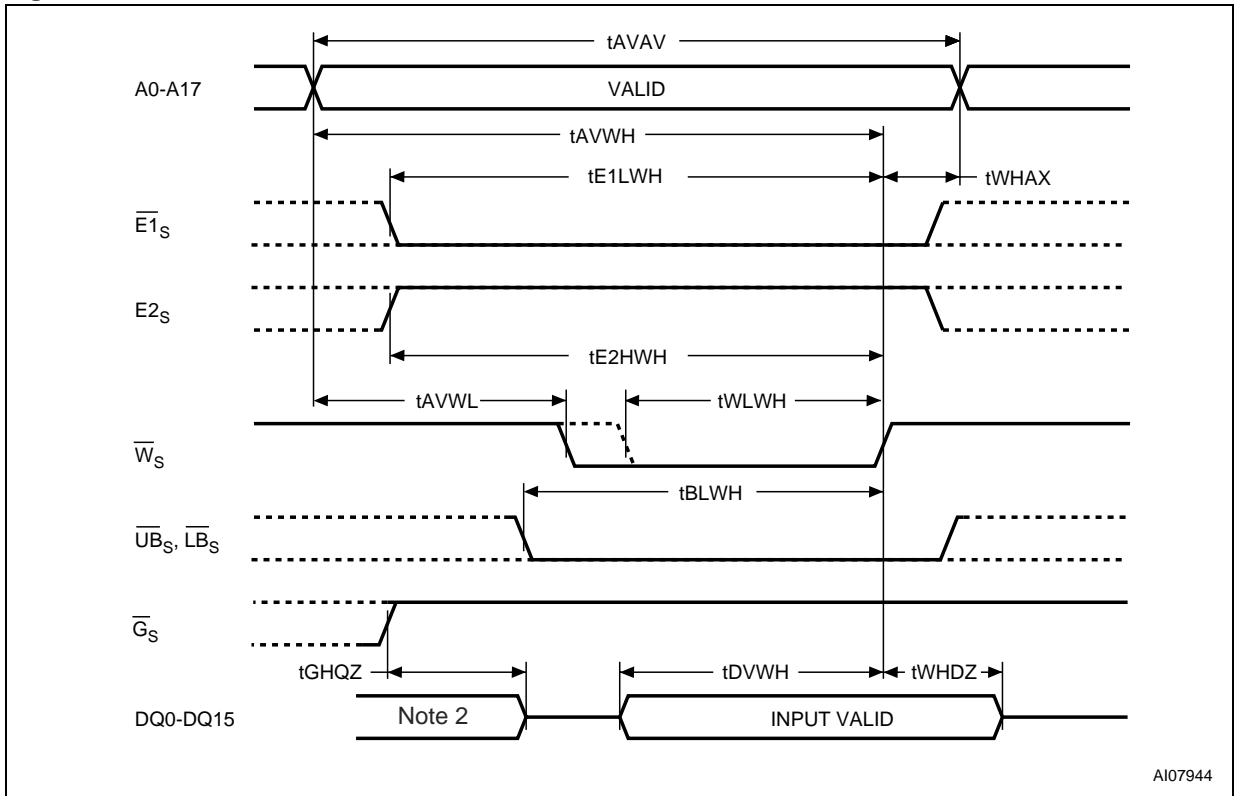 tAVAV
A0-A17
VALID
tAVWH
tE1LWH
tWHAX
E1S
E2S
tE2HWH
tAVWL
tWLWH
WS
tBLWH
UBS, LBS
GS
tGHQZ
tDVWH
tWHDZ
DQ0-DQ15
Note 2
INPUT VALID
AI07944